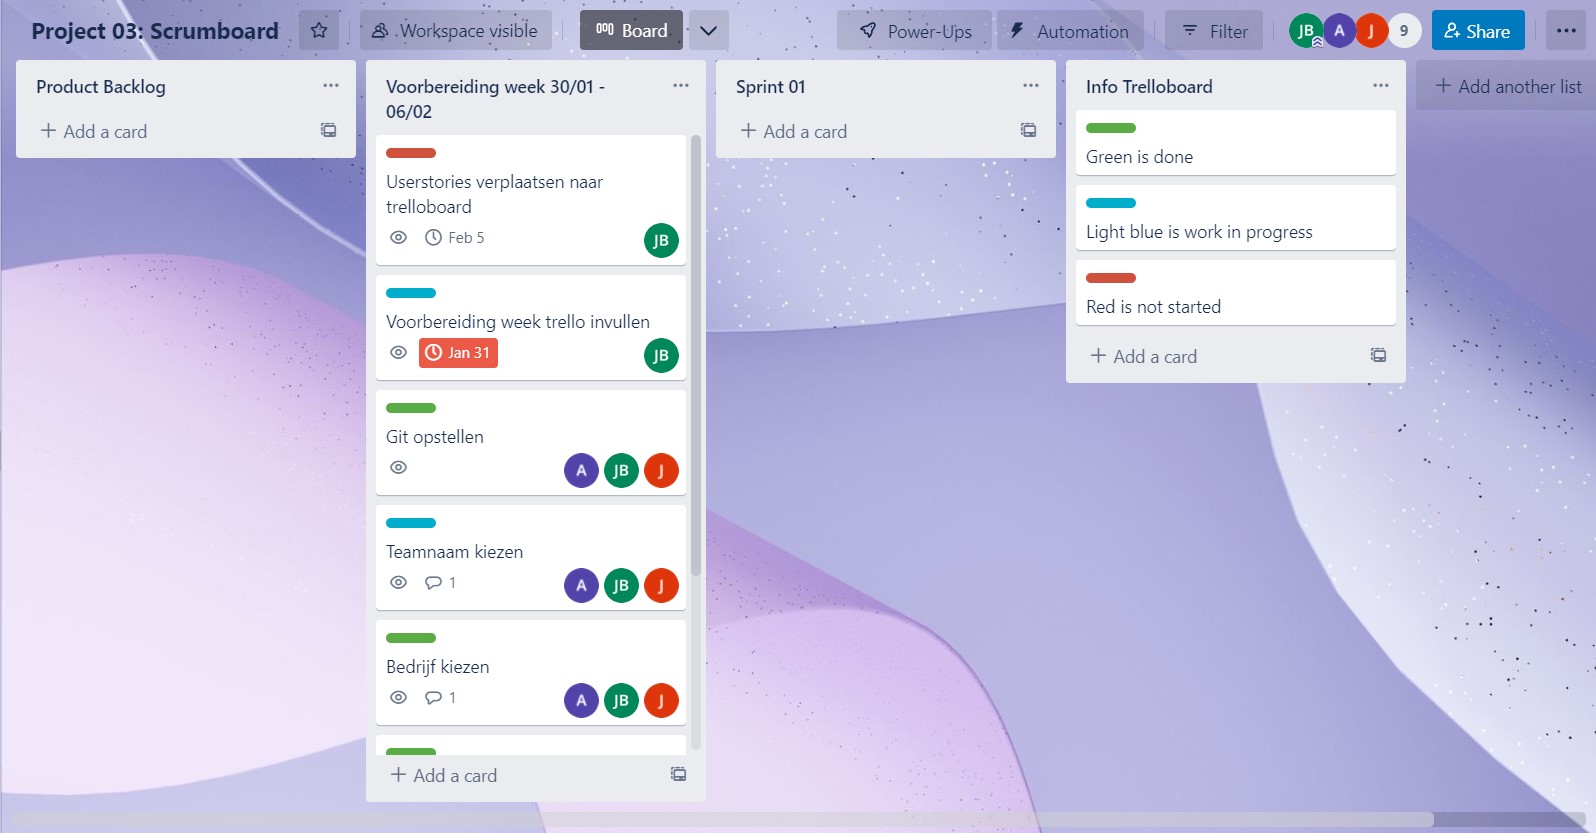 Project 03: Scrumboard
Workspace visible
Board
Power-Ups
Automation
Filter
JB
A
J
9
Share
Product Backlog
Add a card
Voorbereiding week 30/01 -
06/02
Userstories verplaatsen naar
trelloboard
Feb 5
JB
Voorbereiding week trello invullen
Jan 31
JB
Git opstellen
A
JB
J
Teamnaam kiezen
1
A
JB
J
Bedrijf kiezen
1
A
JB
J
Add a card
Sprint 01
Add a card
Info Trelloboard
Green is done
Light blue is work in progress
Red is not started
Add a card
Add another list